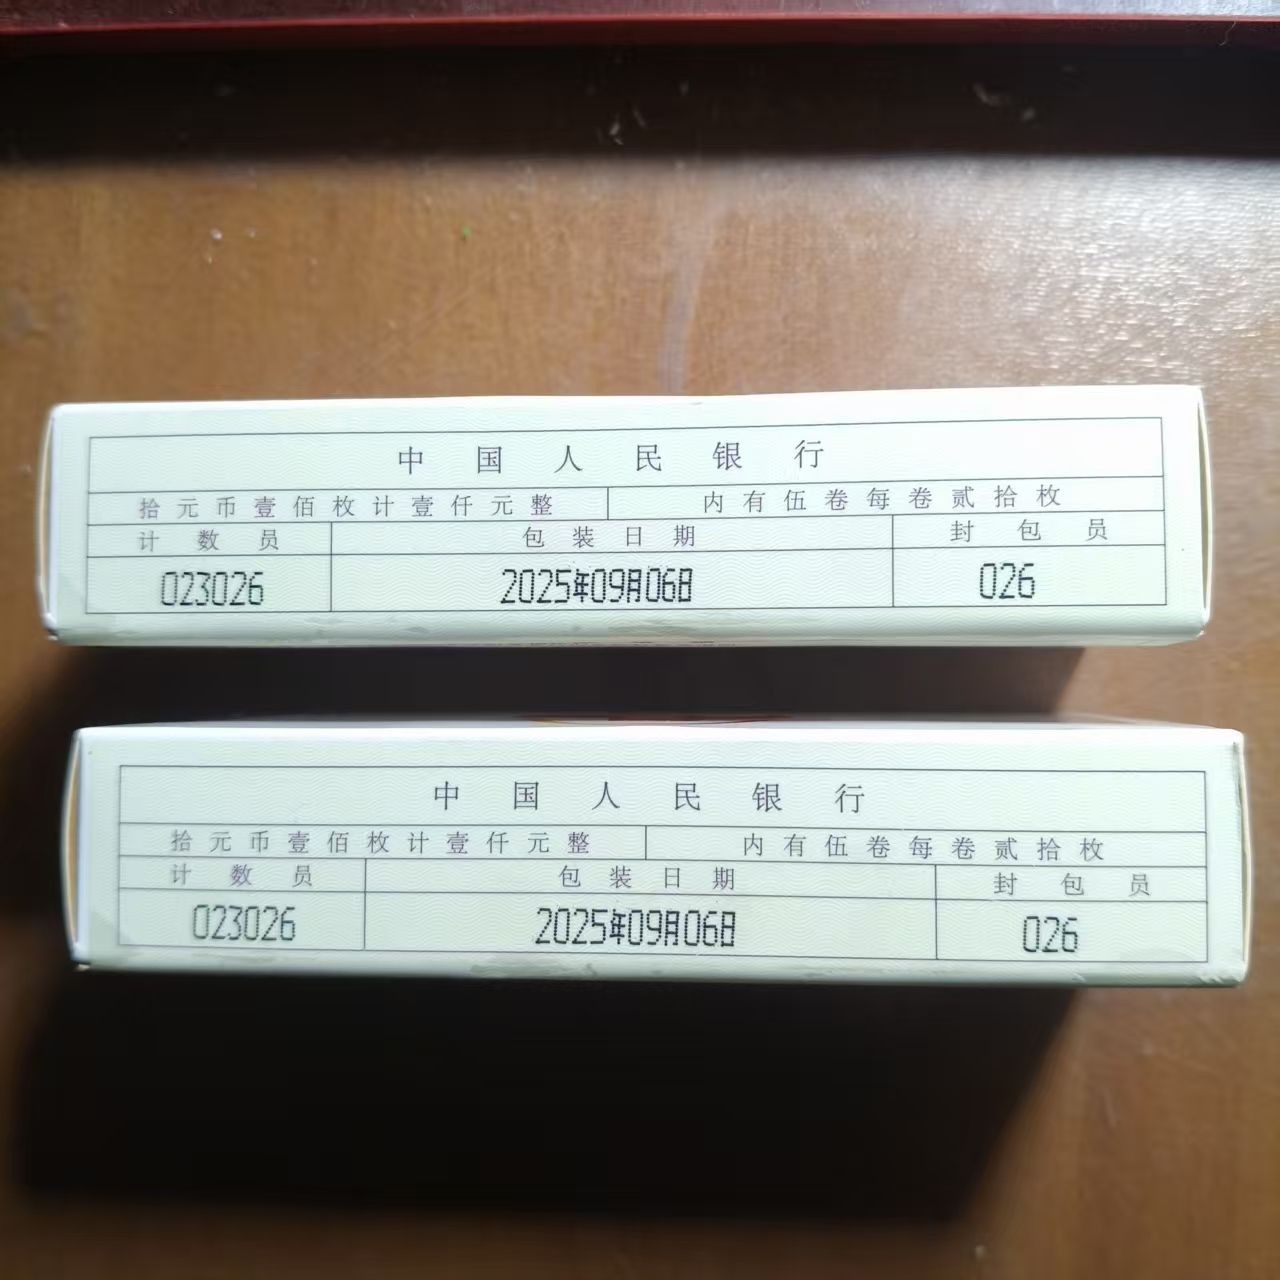 中国人民银行
拾元币壹佰枚计壹仟元整 内有伍卷每卷贰拾枚
计数员 包装日期 封包员
023026 2025年09月06日 026
中国人民银行
拾元币壹佰枚计壹仟元整 内有伍卷每卷贰拾枚
计数员 包装日期 封包员
023026 2025年09月06日 026